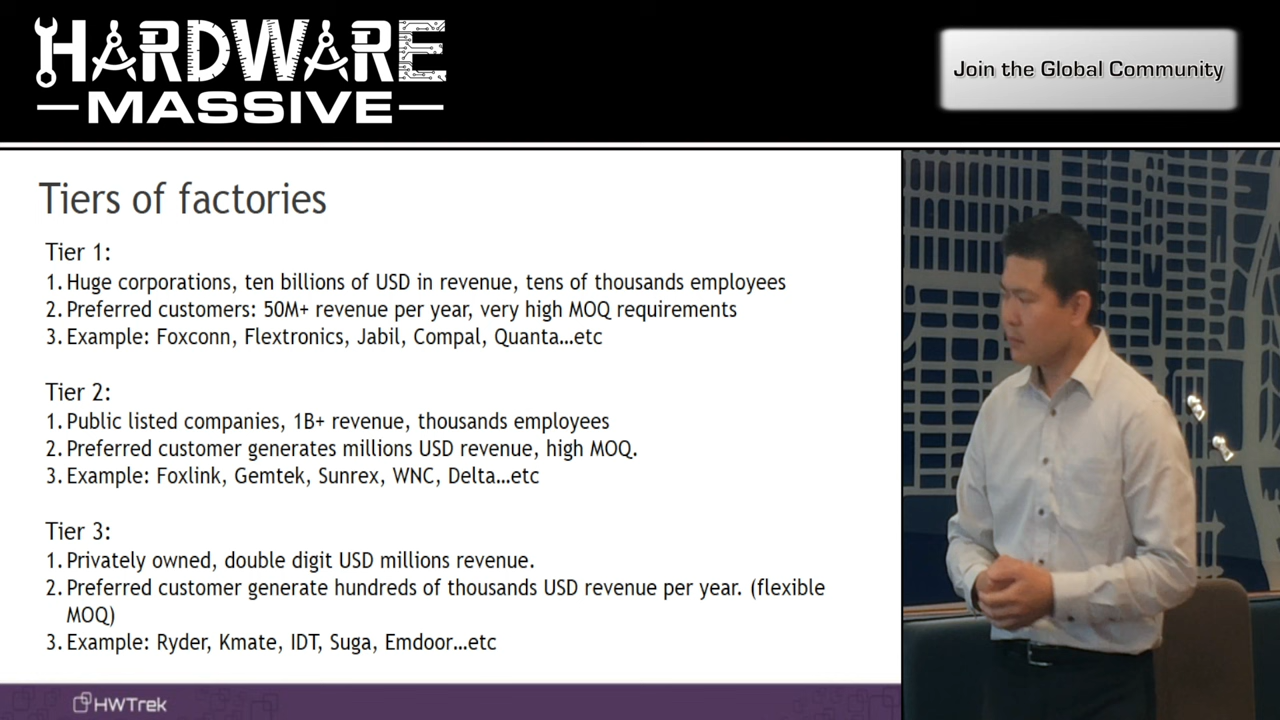 HARDWARE
MASSIVE
Join the Global Community
Tiers of factories
Tier 1:
1. Huge corporations, ten billions of USD in revenue, tens of thousands employees
2. Preferred customers: 50M+ revenue per year, very high MOQ requirements
3. Example: Foxconn, Flextronics, Jabil, Compal, Quanta...etc
Tier 2:
1. Public listed companies, 1B+ revenue, thousands employees
2. Preferred customer generates millions USD revenue, high MOQ.
3. Example: Foxlink, Gemtek, Sunrex, WNC, Delta...etc
Tier 3:
1. Privately owned, double digit USD millions revenue.
2. Preferred customer generate hundreds of thousands USD revenue per year. (flexible
MOQ)
3. Example: Ryder, Kmate, IDT, Suga, Emdoor...etc
HWTrek